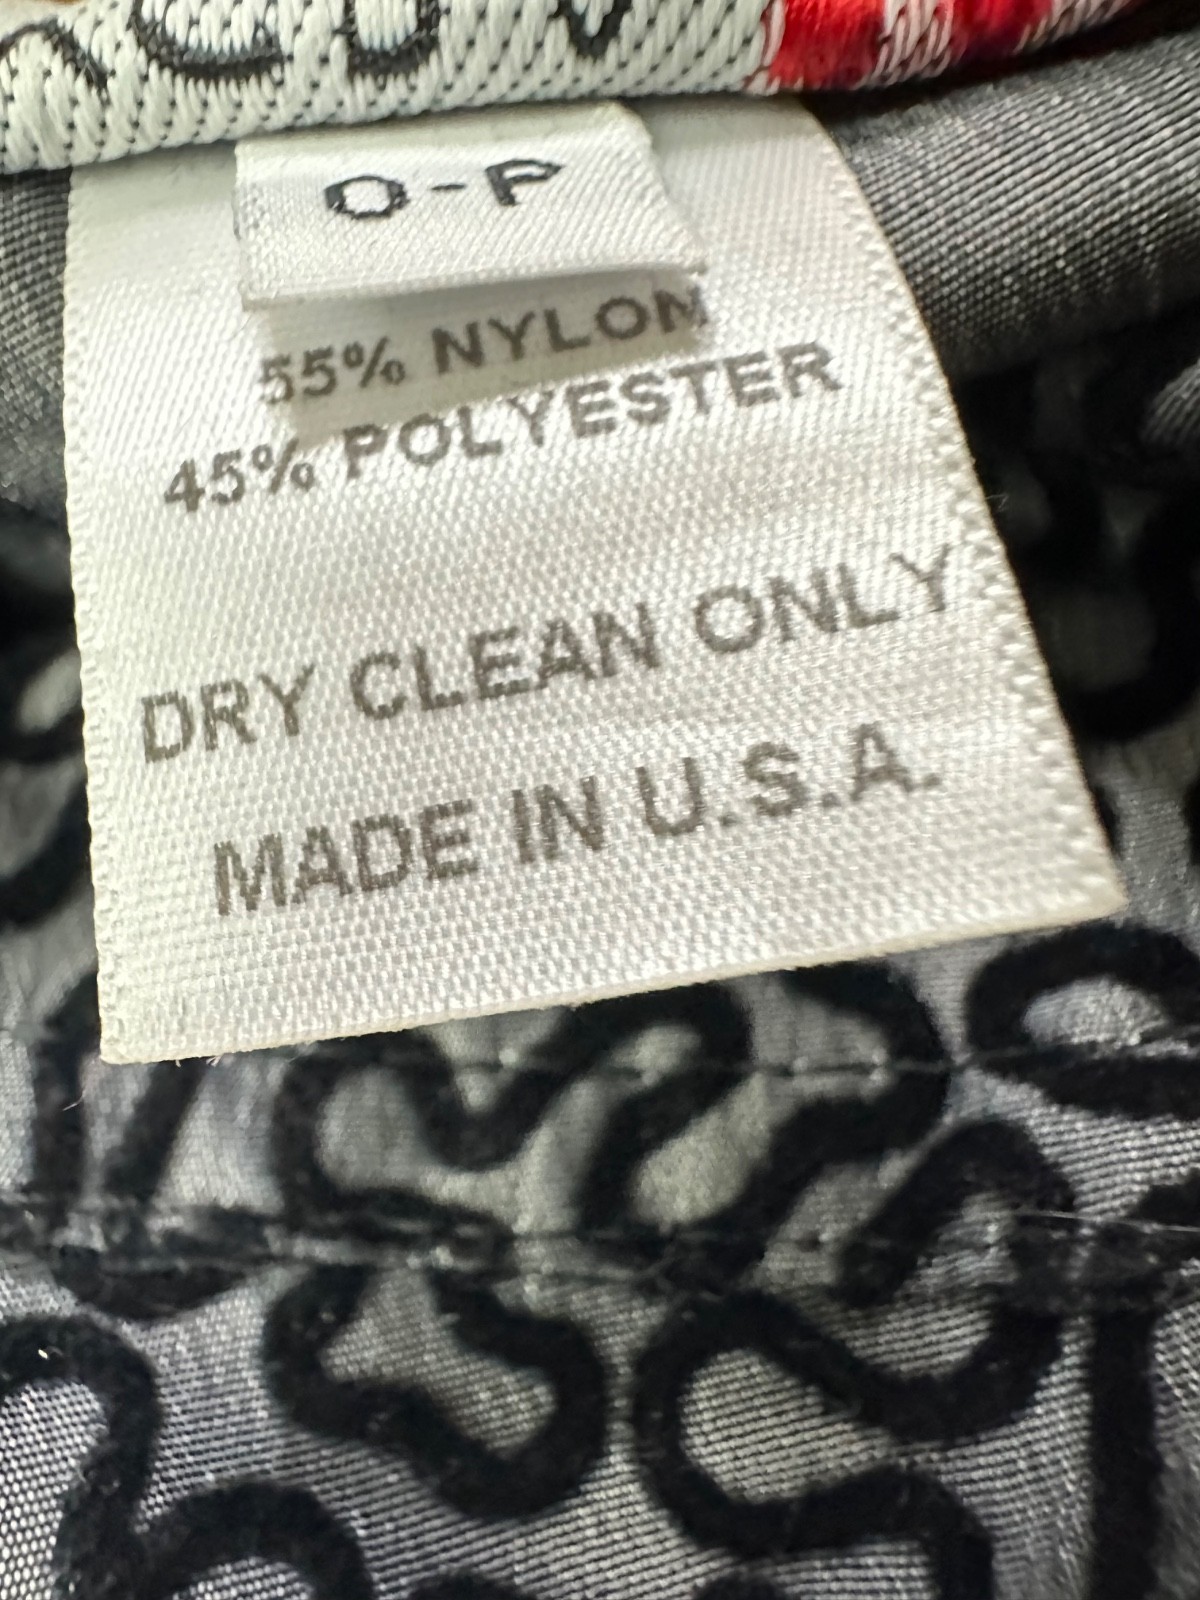 O-P
55% NYLON
45% POLYESTER
DRY CLEAN ONLY
MADE IN U.S.A.